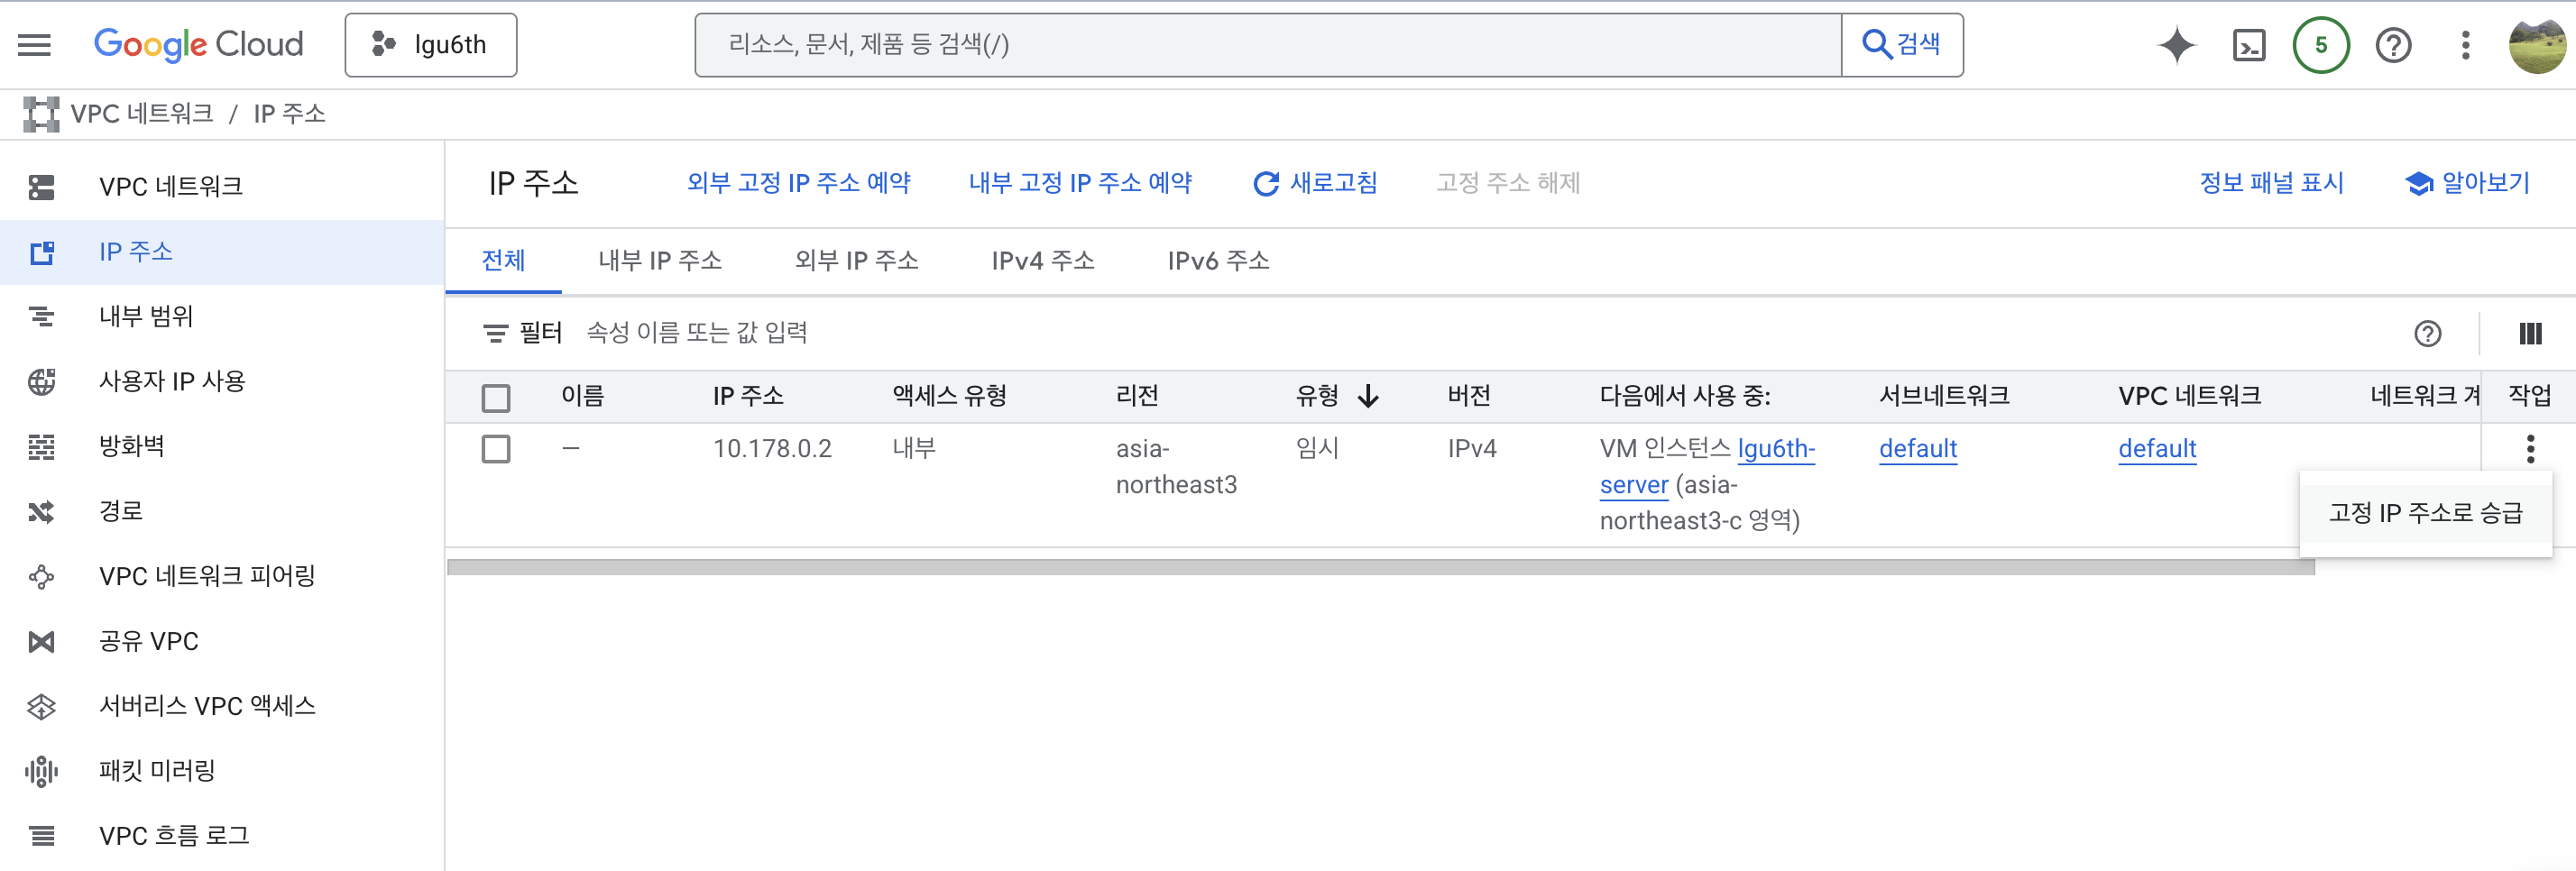 Google Cloud
lgu6th
리소스, 문서, 제품 등 검색(/)
검색
5
VPC 네트워크 / IP 주소
VPC 네트워크
IP 주소
내부 범위
사용자 IP 사용
방화벽
경로
VPC 네트워크 피어링
공유 VPC
서버리스 VPC 액세스
패킷 미러링
VPC 흐름 로그
IP 주소
외부 고정 IP 주소 예약
내부 고정 IP 주소 예약
새로고침
고정 주소 해제
정보 패널 표시
알아보기
전체
내부 IP 주소
외부 IP 주소
IPv4 주소
IPv6 주소
필터
속성 이름 또는 값 입력
이름
IP 주소
액세스 유형
리전
유형
버전
다음에서 사용 중:
서브네트워크
VPC 네트워크
네트워크
작업
—
10.178.0.2
내부
asia-
northeast3
임시
IPv4
VM 인스턴스 lgu6th-
server (asia-
northeast3-c 영역)
default
default
고정 IP 주소로 승급